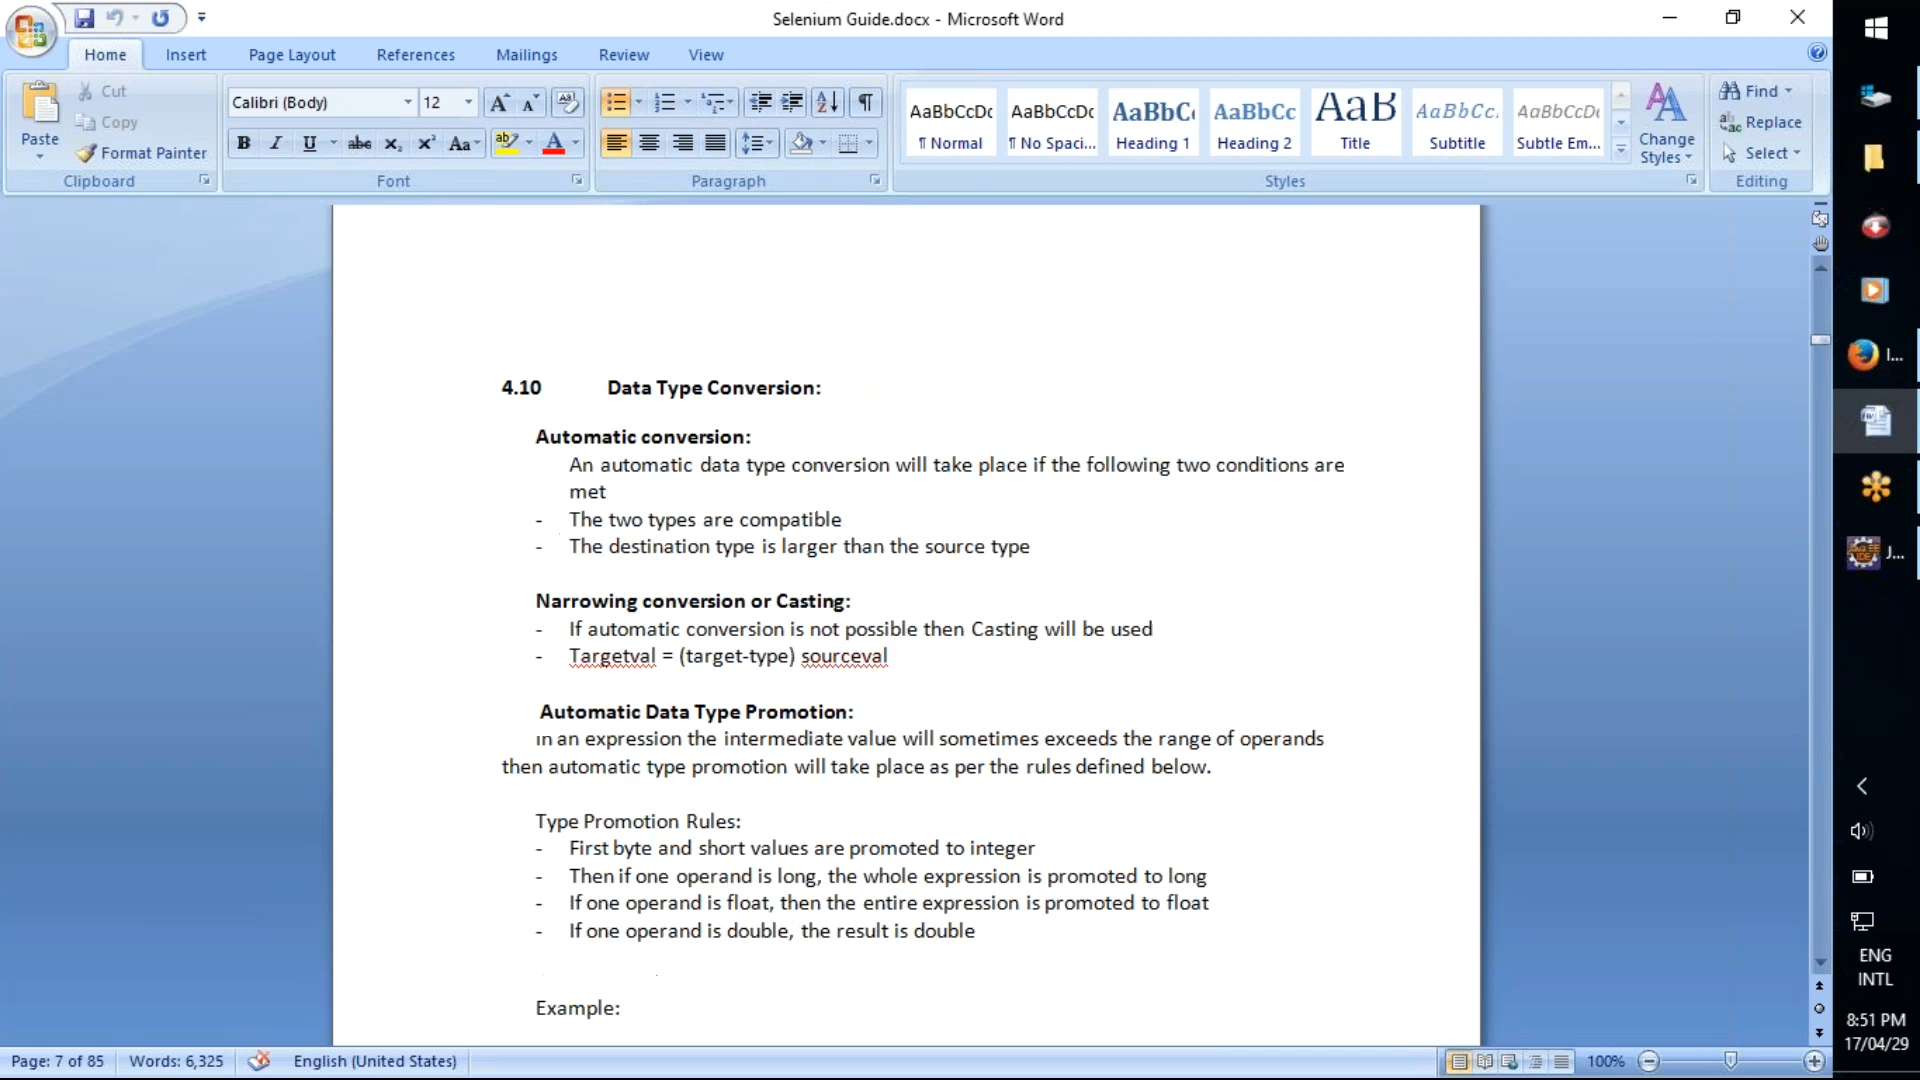 Selenium Guide.docx - Microsoft Word
Home Insert Page Layout References Mailings Review View
Paste
Cut
Copy
Format Painter
Clipboard
Calibri (Body) 12
B I U abc X₂ X² Aa A
Font
Paragraph
AaBbCcDc AaBbCcDc AaBbC AaBbCc AaB AaBbCc. AaBbCcDt
¶ Normal ¶ No Spaci... Heading 1 Heading 2 Title Subtitle Subtle Em...
Styles
Change
Styles
Find
Replace
Select
Editing
4.10 Data Type Conversion:
Automatic conversion:
An automatic data type conversion will take place if the following two conditions are
met
- The two types are compatible
- The destination type is larger than the source type
Narrowing conversion or Casting:
- If automatic conversion is not possible then Casting will be used
- Targetval = (target-type) sourceval
Automatic Data Type Promotion:
In an expression the intermediate value will sometimes exceeds the range of operands
then automatic type promotion will take place as per the rules defined below.
Type Promotion Rules:
- First byte and short values are promoted to integer
- Then if one operand is long, the whole expression is promoted to long
- If one operand is float, then the entire expression is promoted to float
- If one operand is double, the result is double
Example:
Page: 7 of 85 Words: 6,325 English (United States) 100%
I...
J...
ENG
INTL
8:51 PM
17/04/29